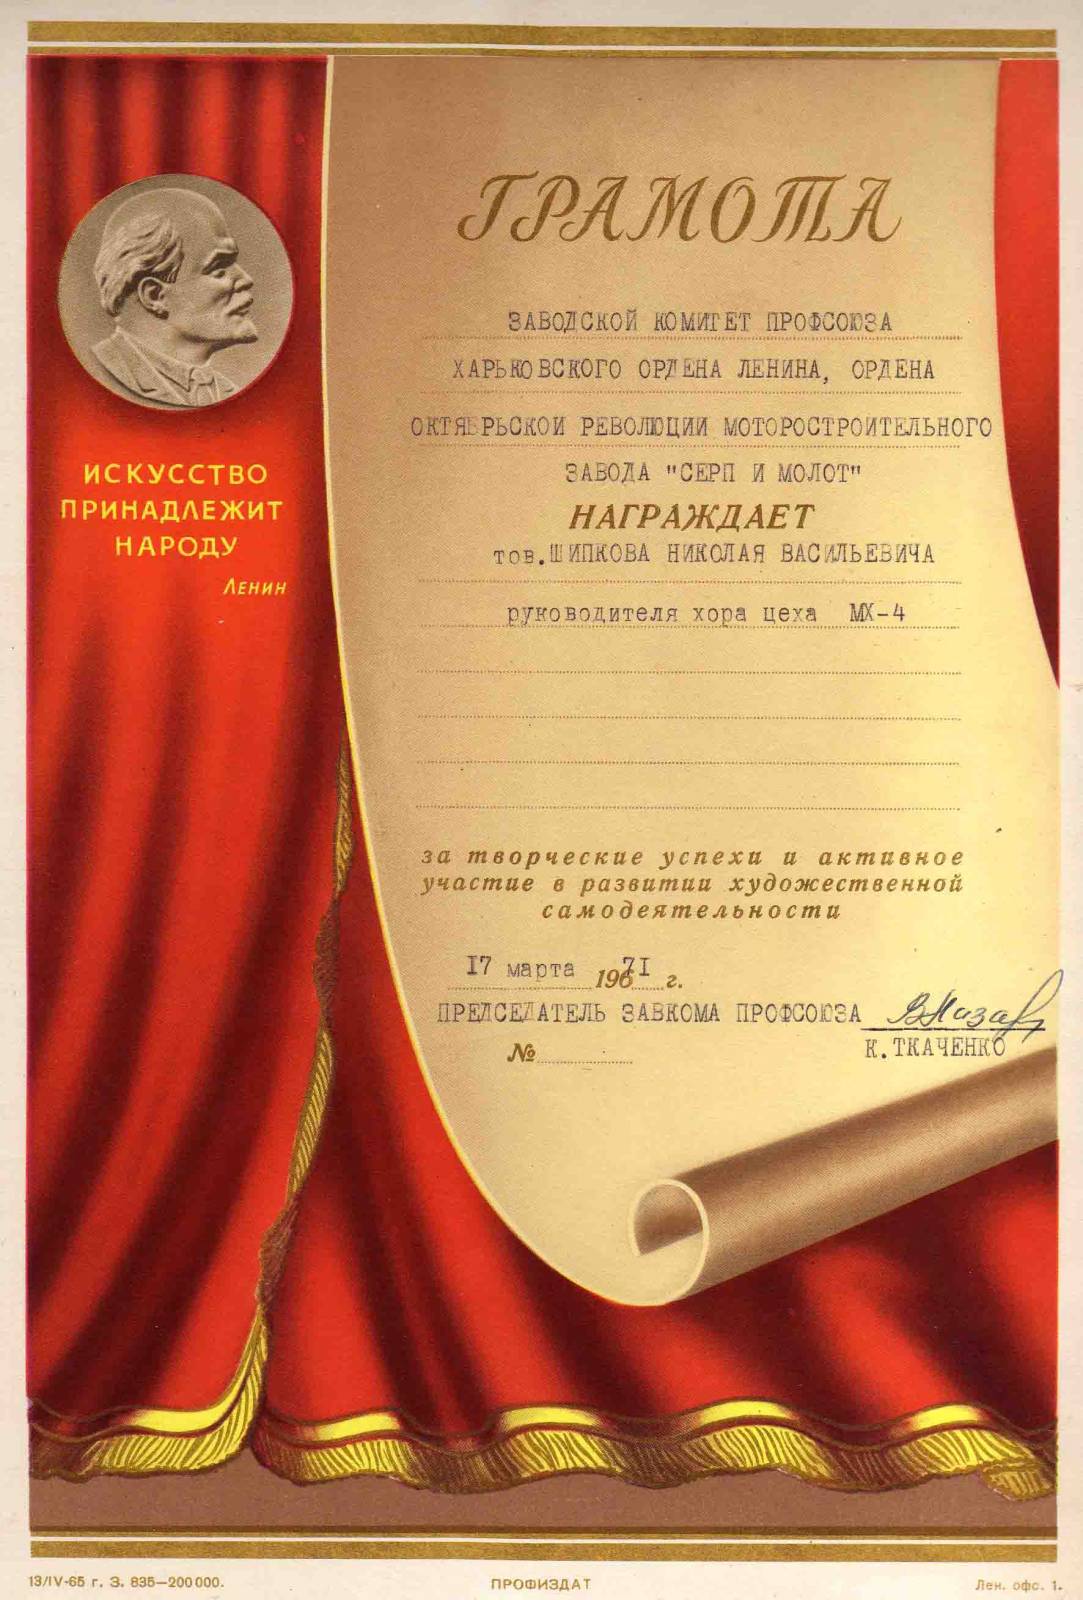 ГРАМОТА
ИСКУССТВО
ПРИНАДЛЕЖИТ
НАРОДУ
ЛЕНИН
ЗАВОДСКОЙ КОМИТЕТ ПРОФСОЮЗА
ХАРЬКОВСКОГО ОРДЕНА ЛЕНИНА, ОРДЕНА
ОКТЯБРЬСКОЙ РЕВОЛЮЦИИ МОТОРОСТРОИТЕЛЬНОГО
ЗАВОДА "СЕРП И МОЛОТ"
НАГРАЖДАЕТ
тов.ШИПКОВА НИКОЛАЯ ВАСИЛЬЕВИЧА
руководителя хора цеха МХ-4
за творческие успехи и активное
участие в развитии художественной
самодеятельности
17 марта 1971 г.
ПРЕДСЕДАТЕЛЬ ЗАВКОМА ПРОФСОЮЗА
К.ТКАЧЕНКО
№
13/IV-65 г. З. 835—200000.
ПРОФИЗДАТ
Лен. офс. 1.